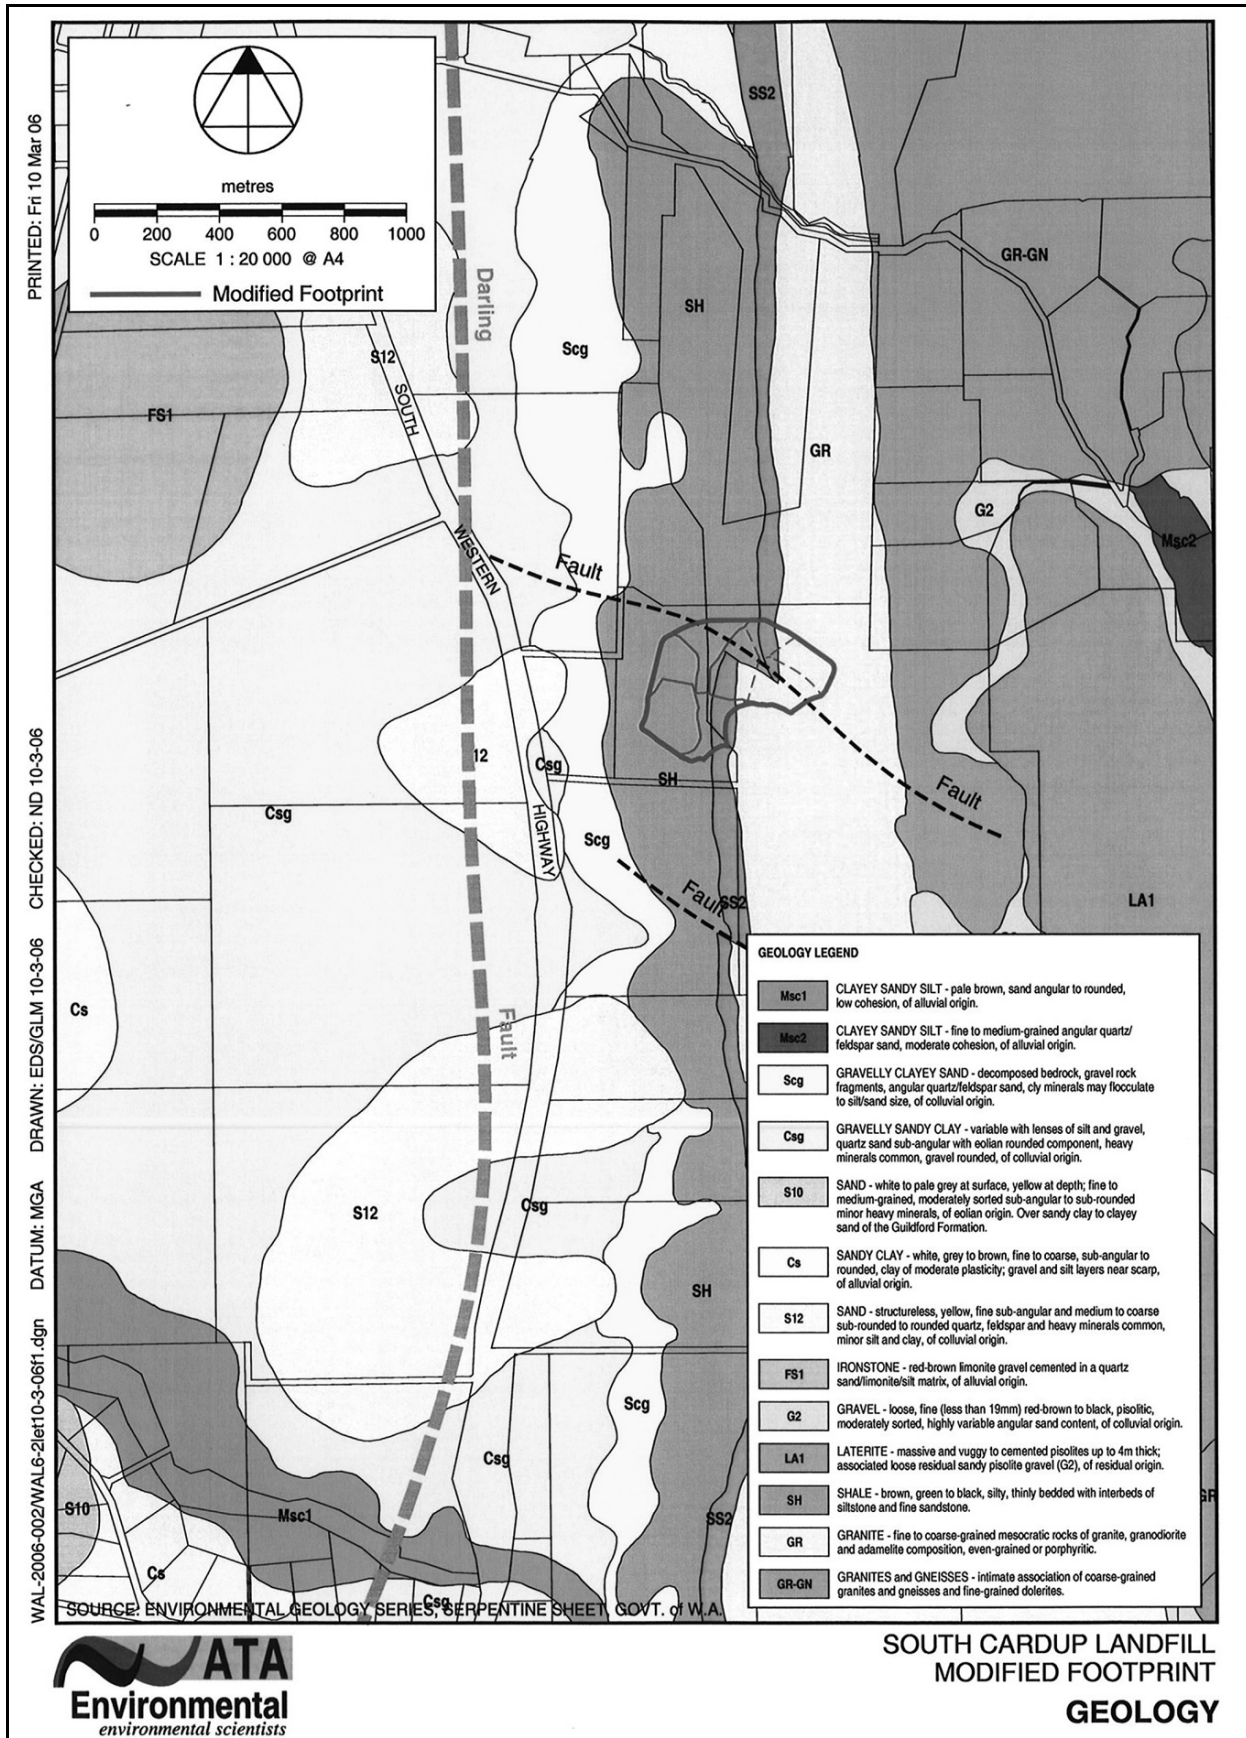 metres
0 200 400 600 800 1000
SCALE 1 : 20 000 @ A4
Modified Footprint
PRINTED: Fri 10 Mar 06
CHECKED: ND 10-3-06
DRAWN: EDS/GLM 10-3-06
DATUM: MGA
WAL-2006-002/WAL6-2let10-3-06f1.dgn
SS2
GR-GN
Darling
SH
Scg
S12
SOUTH
FS1
GR
G2
Msc2
WESTERN
Fault
12
Csg
SH
Csg
HIGHWAY
Fault
Scg
Fault
SS2
LA1
Cs
Fault
S12
Csg
SH
Scg
Csg
S10
Msc1
SS2
GR
Cs
Csg
SOURCE: ENVIRONMENTAL GEOLOGY SERIES, SERPENTINE SHEET, GOVT. of W.A.
GEOLOGY LEGEND
Msc1 CLAYEY SANDY SILT - pale brown, sand angular to rounded,
low cohesion, of alluvial origin.
Msc2 CLAYEY SANDY SILT - fine to medium-grained angular quartz/
feldspar sand, moderate cohesion, of alluvial origin.
Scg GRAVELLY CLAYEY SAND - decomposed bedrock, gravel rock
fragments, angular quartz/feldspar sand, cly minerals may flocculate
to silt/sand size, of colluvial origin.
Csg GRAVELLY SANDY CLAY - variable with lenses of silt and gravel,
quartz sand sub-angular with eolian rounded component, heavy
minerals common, gravel rounded, of colluvial origin.
S10 SAND - white to pale grey at surface, yellow at depth; fine to
medium-grained, moderately sorted sub-angular to sub-rounded
minor heavy minerals, of eolian origin. Over sandy clay to clayey
sand of the Guildford Formation.
Cs SANDY CLAY - white, grey to brown, fine to coarse, sub-angular to
rounded, clay of moderate plasticity; gravel and silt layers near scarp,
of alluvial origin.
S12 SAND - structureless, yellow, fine sub-angular and medium to coarse
sub-rounded to rounded quartz, feldspar and heavy minerals common,
minor silt and clay, of colluvial origin.
FS1 IRONSTONE - red-brown limonite gravel cemented in a quartz
sand/limonite/silt matrix, of alluvial origin.
G2 GRAVEL - loose, fine (less than 19mm) red-brown to black, pisolitic,
moderately sorted, highly variable angular sand content, of colluvial origin.
LA1 LATERITE - massive and vuggy to cemented pisolites up to 4m thick;
associated loose residual sandy pisolite gravel (G2), of residual origin.
SH SHALE - brown, green to black, silty, thinly bedded with interbeds of
siltstone and fine sandstone.
GR GRANITE - fine to coarse-grained mesocratic rocks of granite, granodiorite
and adamelite composition, even-grained or porphyritic.
GR-GN GRANITES and GNEISSES - intimate association of coarse-grained
granites and gneisses and fine-grained dolerites.
ATA
Environmental
environmental scientists
SOUTH CARDUP LANDFILL
MODIFIED FOOTPRINT
GEOLOGY